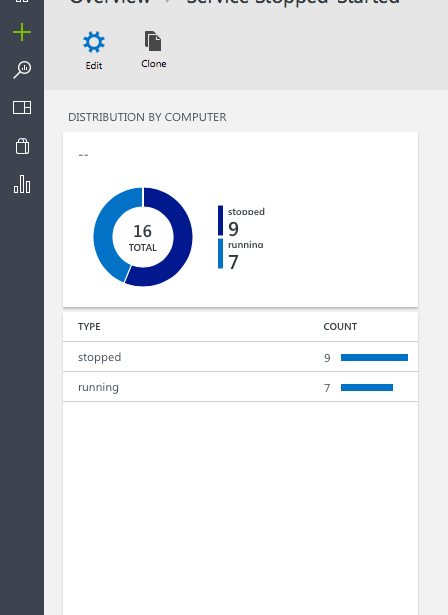 Overview › Service Stopped-Started
Edit
Clone
DISTRIBUTION BY COMPUTER
--
16
TOTAL
stopped
9
running
7
TYPE COUNT
stopped 9
running 7